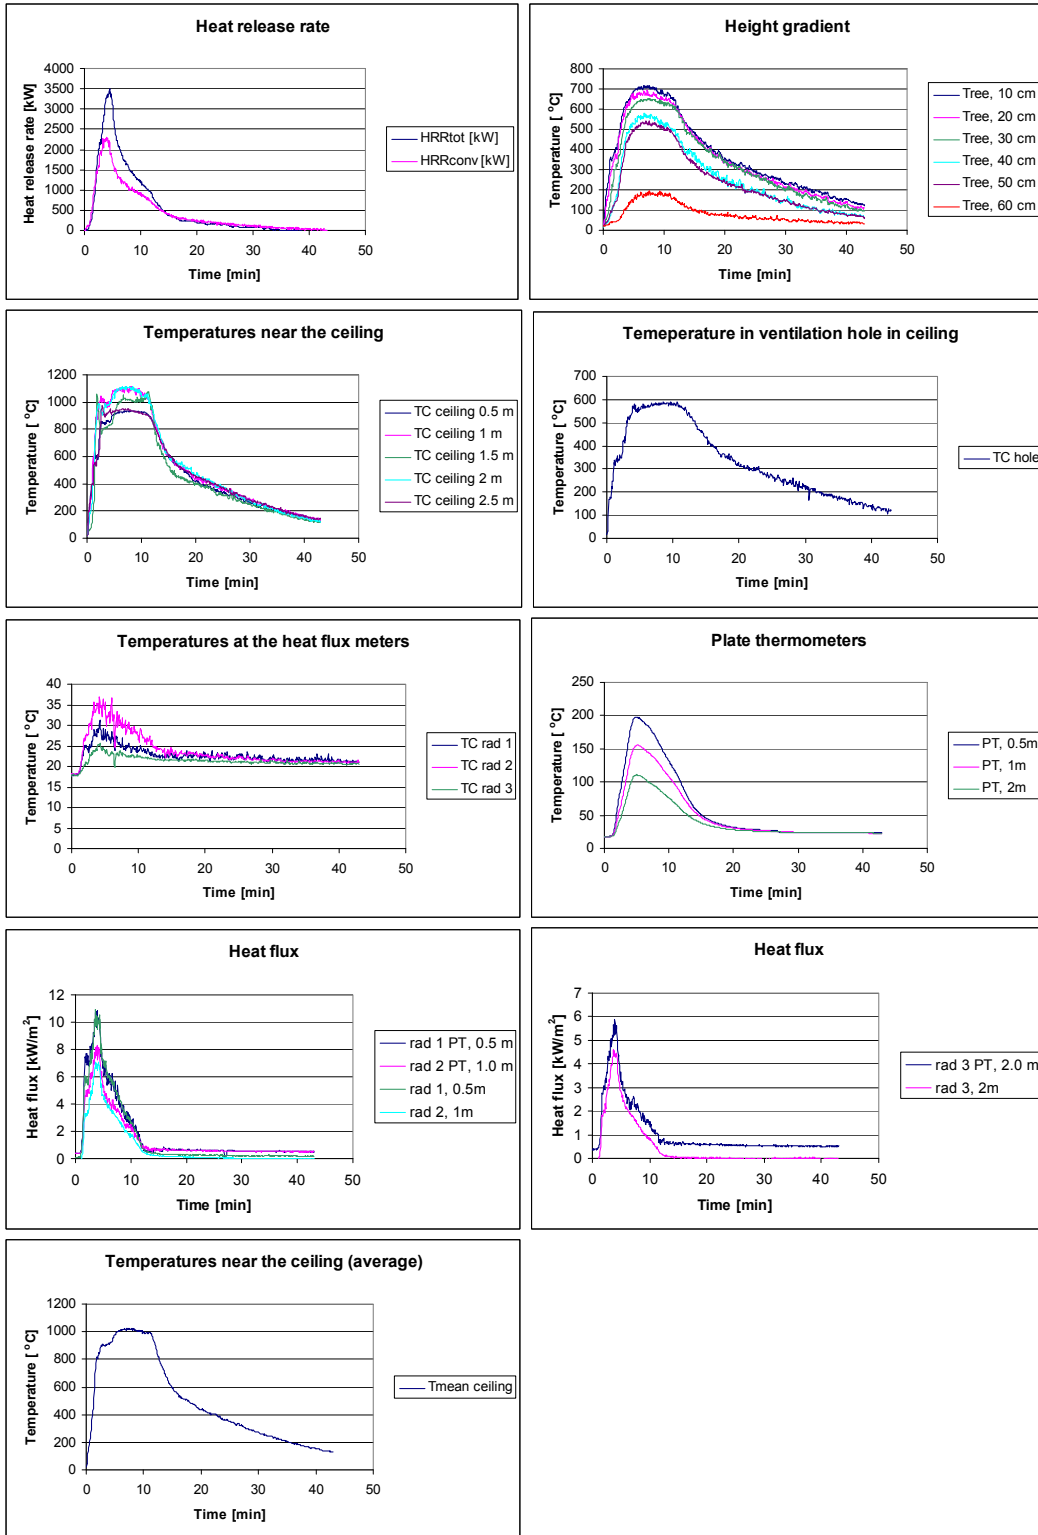 Heat release rate
Heat release rate [kW]
4000
3500
3000
2500
2000
1500
1000
500
0
0 10 20 30 40 50
Time [min]
HRRtot [kW]
HRRconv [kW]
Height gradient
Temperature [ °C]
800
700
600
500
400
300
200
100
0
0 10 20 30 40 50
Time [min]
Tree, 10 cm
Tree, 20 cm
Tree, 30 cm
Tree, 40 cm
Tree, 50 cm
Tree, 60 cm
Temperatures near the ceiling
Temperature [ °C]
1200
1000
800
600
400
200
0
0 10 20 30 40 50
Time [min]
TC ceiling 0.5 m
TC ceiling 1 m
TC ceiling 1.5 m
TC ceiling 2 m
TC ceiling 2.5 m
Temeperature in ventilation hole in ceiling
Temperature [ °C]
700
600
500
400
300
200
100
0
0 10 20 30 40 50
Time [min]
TC hole
Temperatures at the heat flux meters
Temperature [ °C]
40
35
30
25
20
15
10
5
0
0 10 20 30 40 50
Time [min]
TC rad 1
TC rad 2
TC rad 3
Plate thermometers
Temperature [ °C]
250
200
150
100
50
0
0 10 20 30 40 50
Time [min]
PT, 0.5m
PT, 1m
PT, 2m
Heat flux
Heat flux [kW/m²]
12
10
8
6
4
2
0
0 10 20 30 40 50
Time [min]
rad 1 PT, 0.5 m
rad 2 PT, 1.0 m
rad 1, 0.5m
rad 2, 1m
Heat flux
Heat flux [kW/m²]
7
6
5
4
3
2
1
0
0 10 20 30 40 50
Time [min]
rad 3 PT, 2.0 m
rad 3, 2m
Temperatures near the ceiling (average)
Temperature [ °C]
1200
1000
800
600
400
200
0
0 10 20 30 40 50
Time [min]
Tmean ceiling